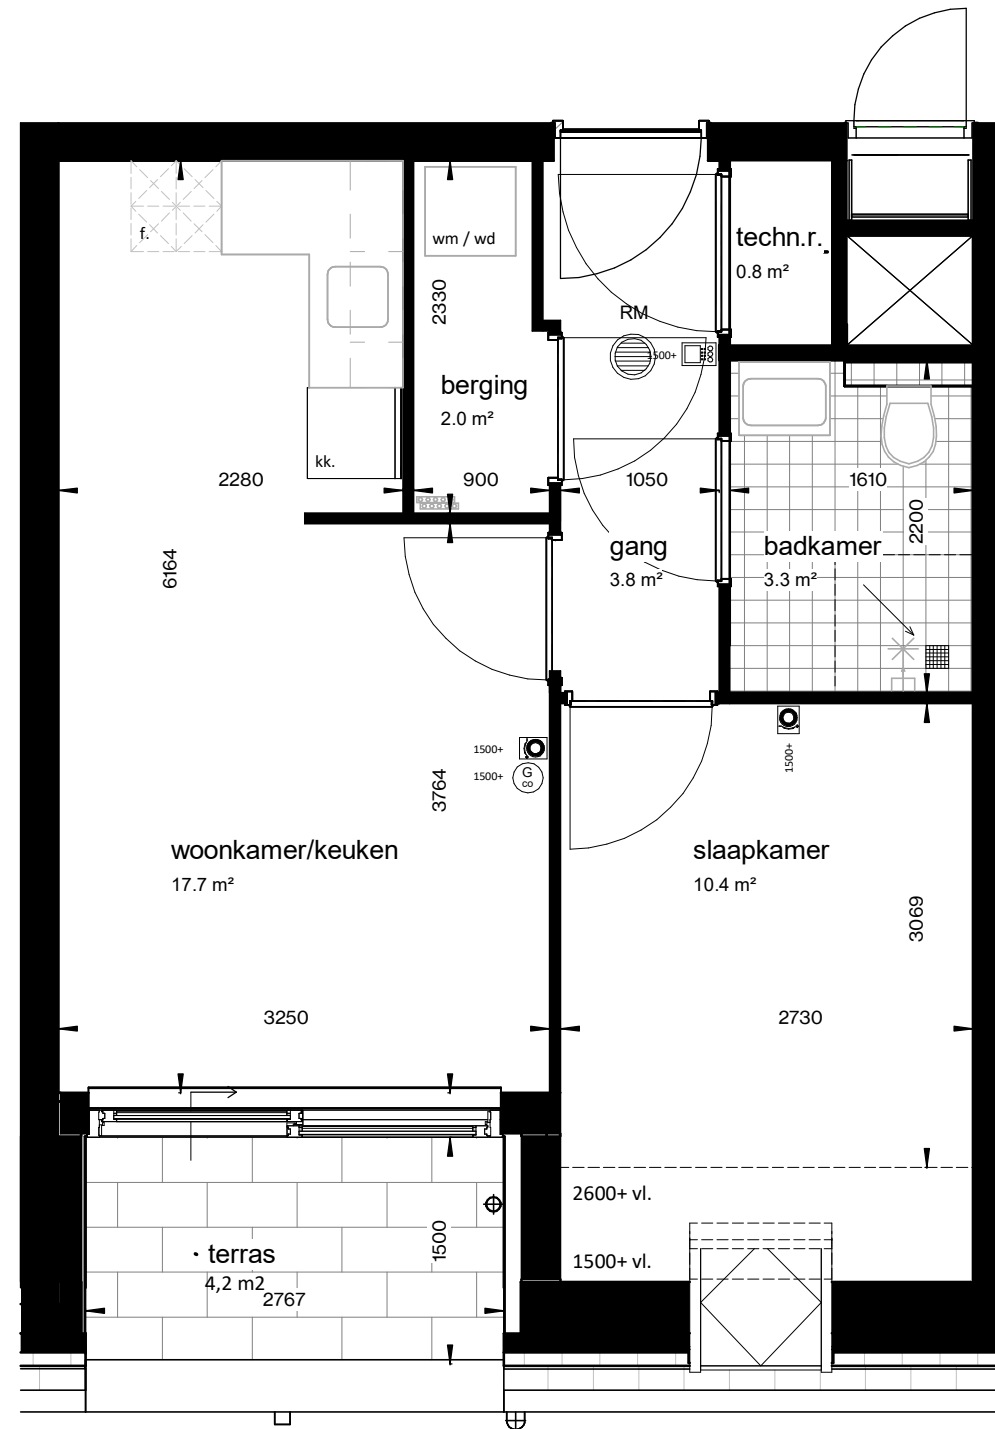 f.
wm / wd
techn.r.
0.8 m²
2330
RM
1500+
berging
2.0 m²
kk.
2280
900
1050
1610
2200
gang
3.8 m²
badkamer
3.3 m²
6164
1500+
1500+
G
co
1500+
3764
woonkamer/keuken
17.7 m²
slaapkamer
10.4 m²
3069
3250
2730
2600+ vl.
1500+ vl.
1500
terras
4,2 m2
2767